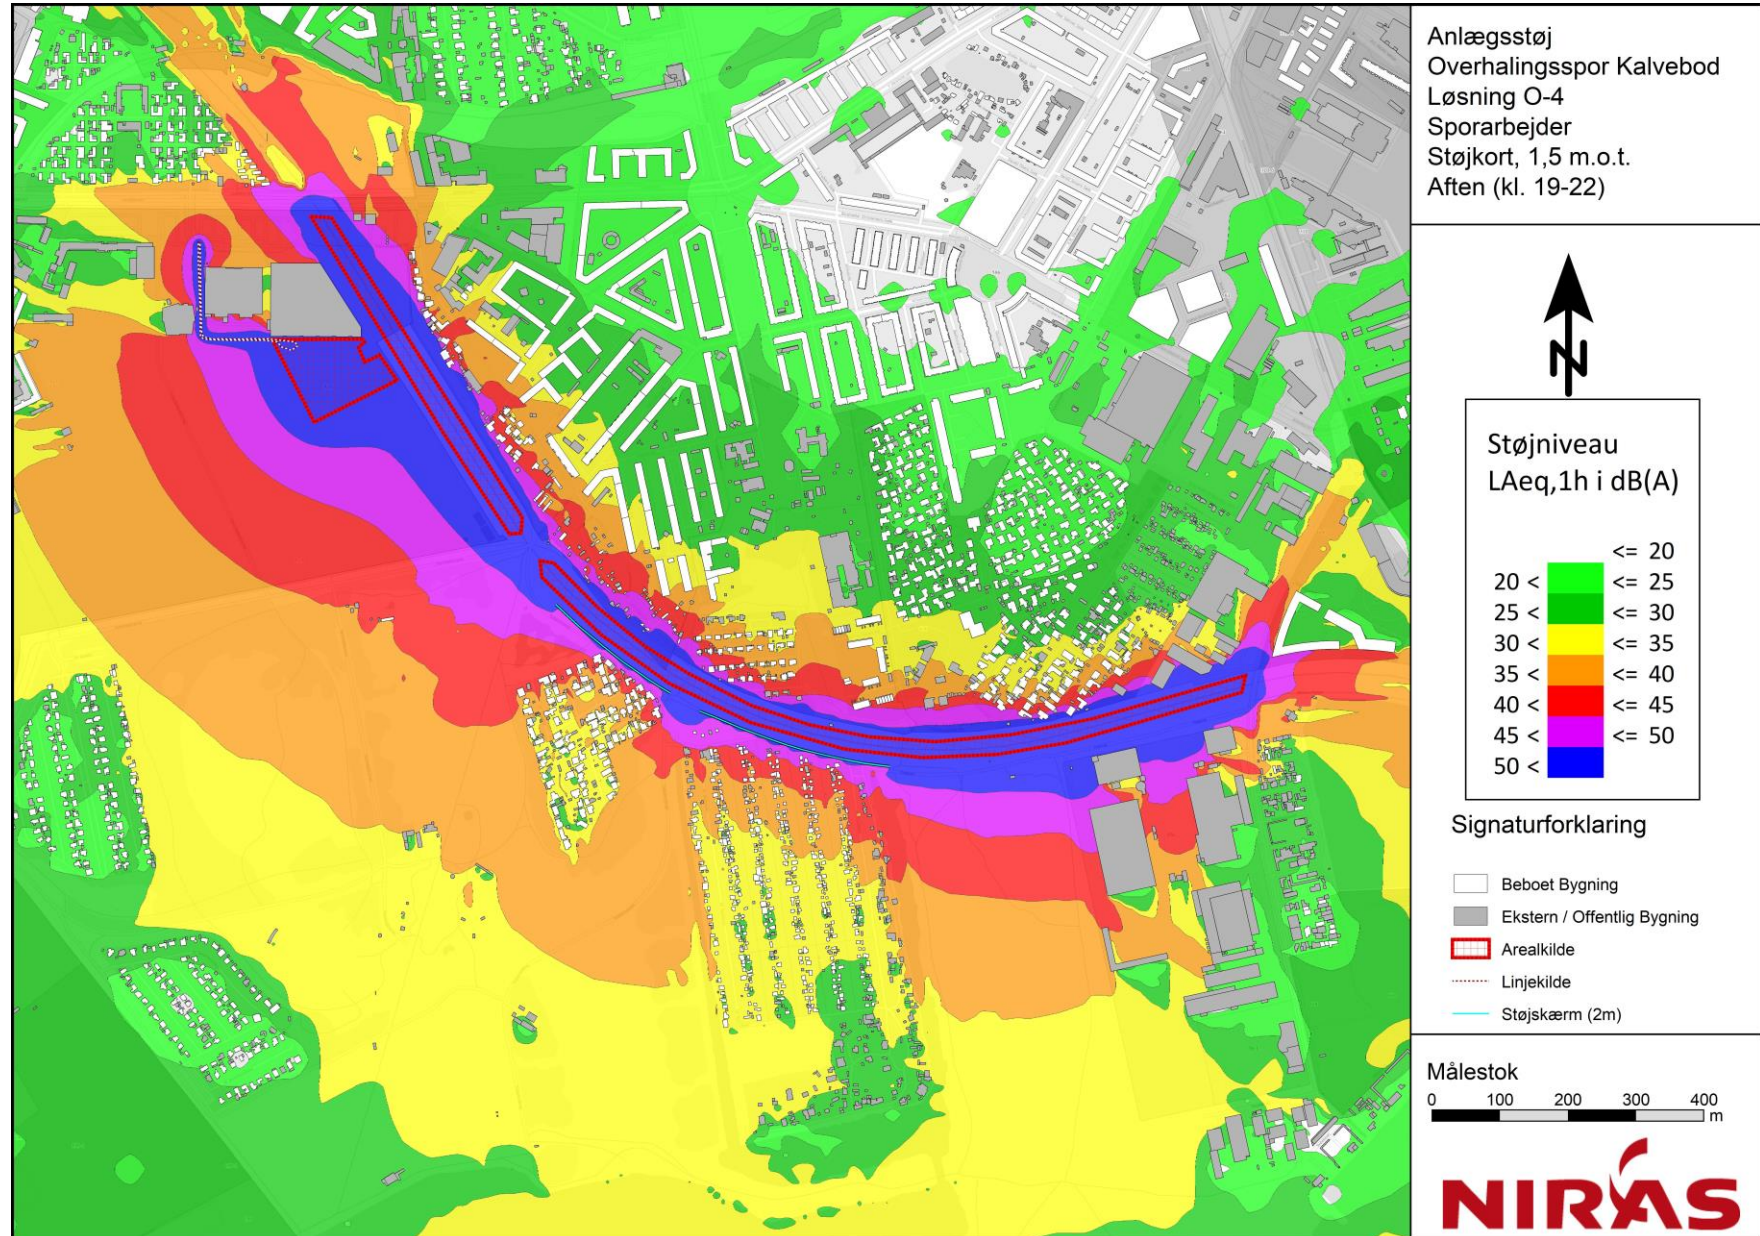 Anlægsstøj
Overhalingsspor Kalvebod
Løsning O-4
Sporarbejder
Støjkort, 1,5 m.o.t.
Aften (kl. 19-22)
N
Støjniveau
LAeq,1h i dB(A)
<= 20
20 < <= 25
25 < <= 30
30 < <= 35
35 < <= 40
40 < <= 45
45 < <= 50
50 <
Signaturforklaring
Beboet Bygning
Ekstern / Offentlig Bygning
Arealkilde
Linjekilde
Støjskærm (2m)
Målestok
0 100 200 300 400
m
NIRAS